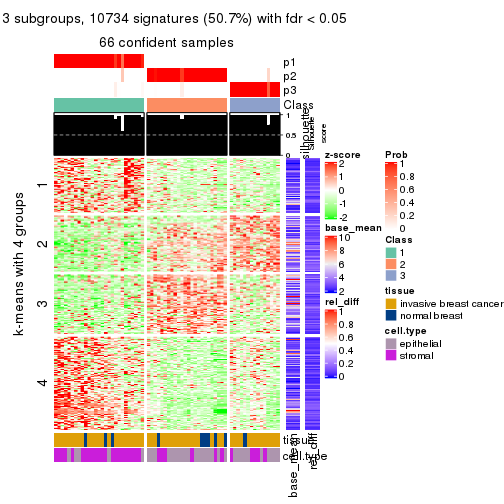 3 subgroups, 10734 signatures (50.7%) with fdr < 0.05
66 confident samples
p1
p2
p3
Class
1
0.5
0
silhouette
score
k-means with 4 groups
1
2
3
4
tissue
cell.type
base_mean
rel_diff
z-score
2
1
0
-1
-2
base_mean
10
8
6
4
2
rel_diff
1
0.8
0.6
0.4
0.2
0
Prob
1
0.8
0.6
0.4
0.2
0
Class
1
2
3
tissue
invasive breast cancer
normal breast
cell.type
epithelial
stromal